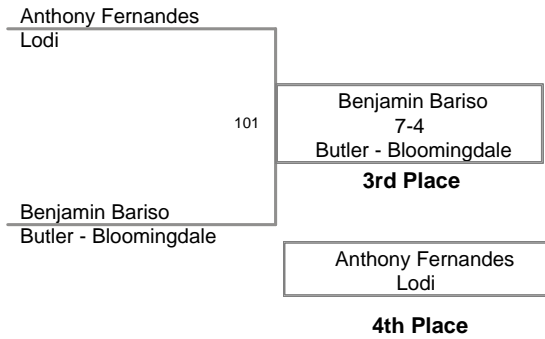 Anthony Fernandes
Lodi
101
Benjamin Bariso
7-4
Butler - Bloomingdale
3rd Place
Benjamin Bariso
Butler - Bloomingdale
Anthony Fernandes
Lodi
4th Place